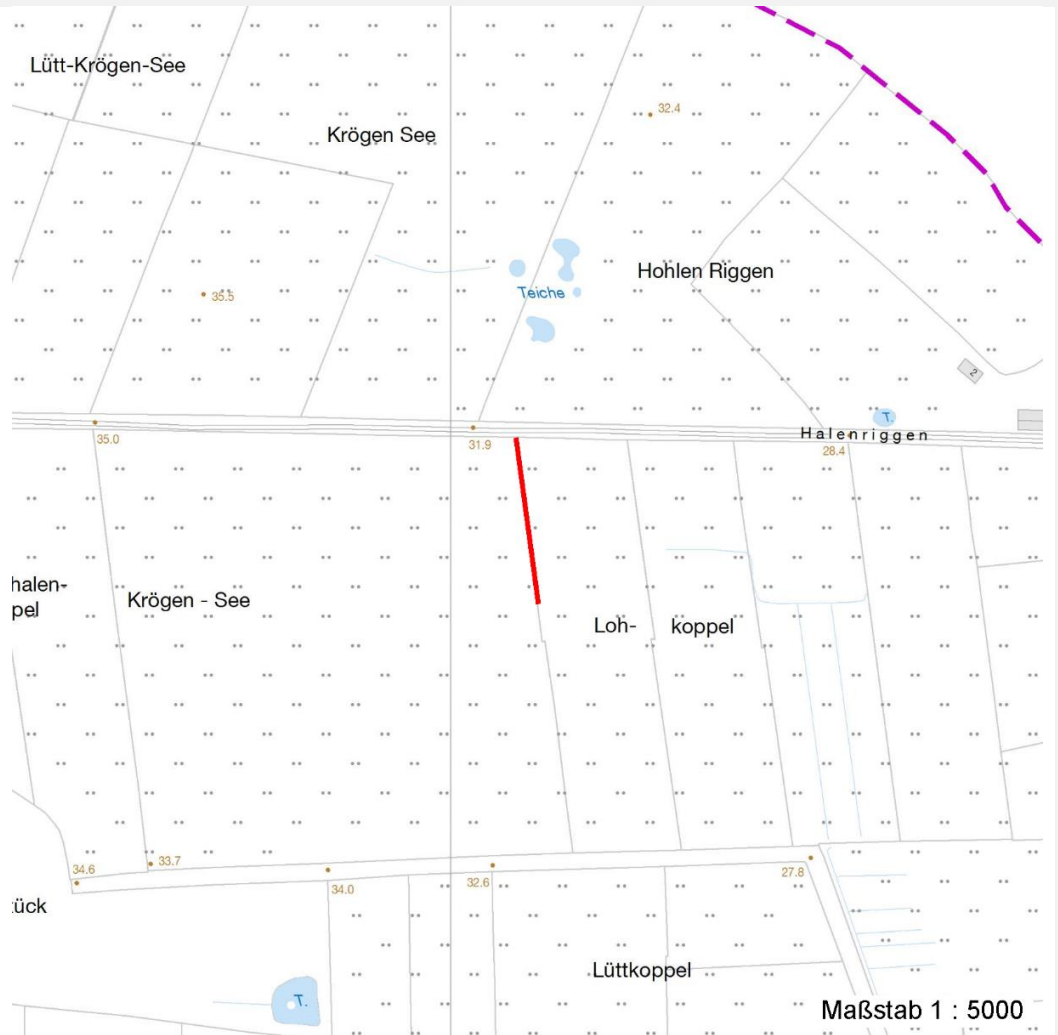 Lütt-Krögen-See
32.4
Krögen See
Hohlen Riggen
35.5
Teiche
2
T.
35.0
31.9
Halenriggen
28.4
halen-
pel
Krögen - See
Loh- koppel
34.6
33.7
34.0
32.6
27.8
ück
Lüttkoppel
T.
Maßstab 1 : 5000